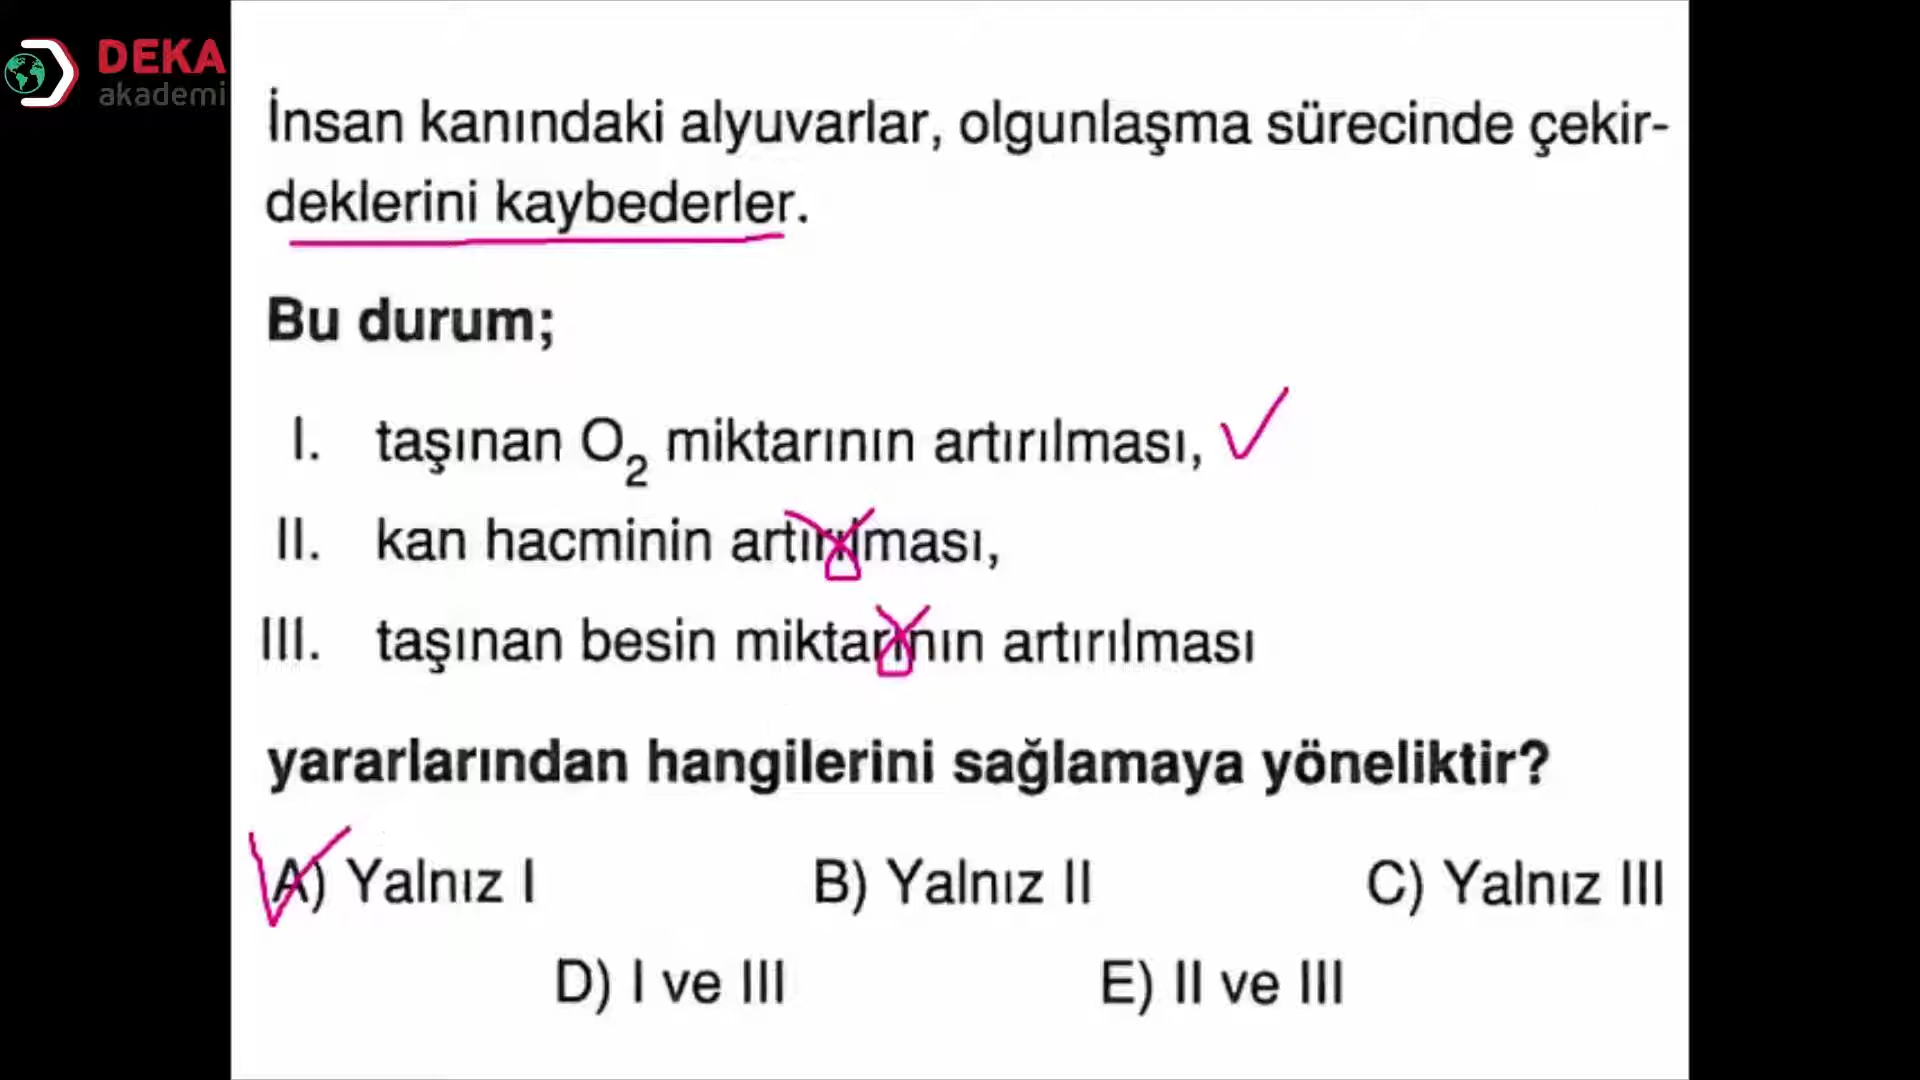 DEKA
akademi
İnsan kanındaki alyuvarlar, olgunlaşma sürecinde çekir-
deklerini kaybederler.
Bu durum;
I. taşınan O₂ miktarının artırılması,
II. kan hacminin artırılması,
III. taşınan besin miktarının artırılması
yararlarından hangilerini sağlamaya yöneliktir?
A) Yalnız I B) Yalnız II C) Yalnız III
D) I ve III E) II ve III